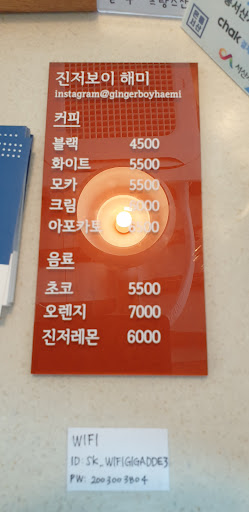 진저보이 해미
instagram@gingerboyhaemi
커피
블랙 4500
화이트 5500
모카 5500
크림
아포카토
음료
초코 5500
오렌지 7000
진저레몬 6000
WIFI
ID: SK_WIFIGIGADDE3
PW: 2003003804